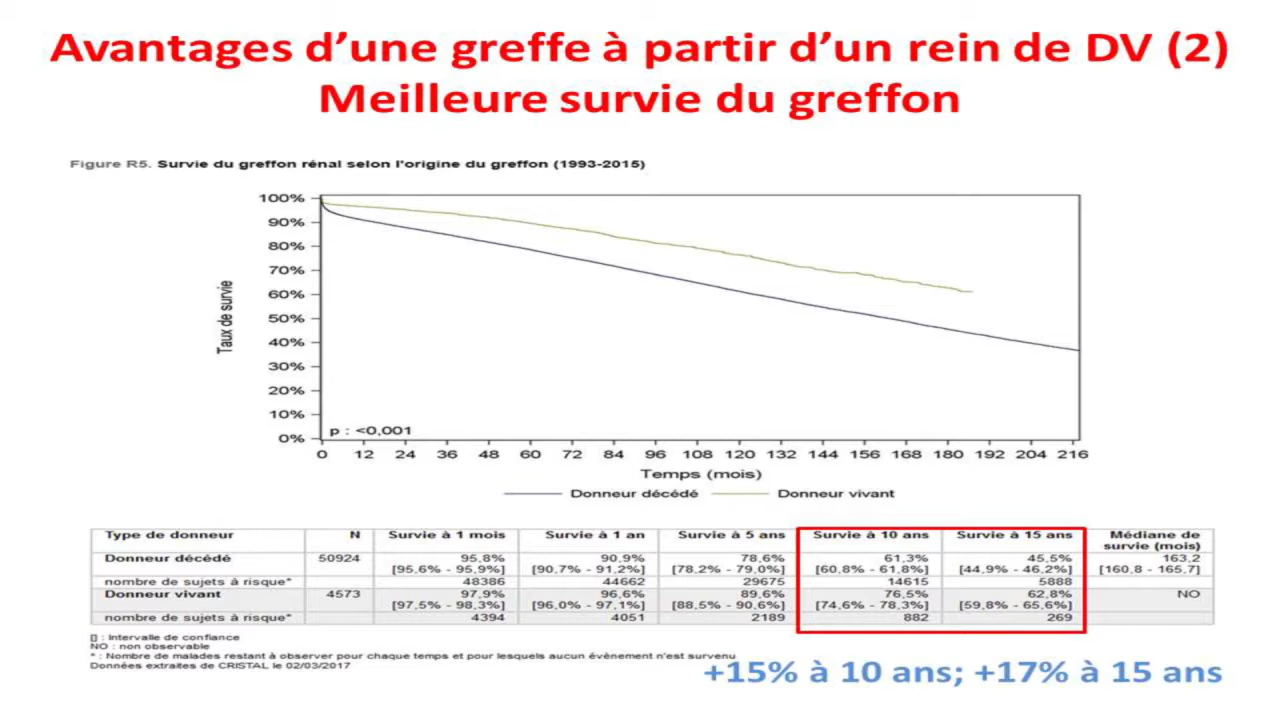 Avantages d’une greffe à partir d’un rein de DV (2)
Meilleure survie du greffon
Figure R5. Survie du greffon rénal selon l'origine du greffon (1993-2015)
100%
90%
80%
70%
60%
50%
40%
30%
20%
10%
0%
Taux de survie
p : <0,001
0 12 24 36 48 60 72 84 96 108 120 132 144 156 168 180 192 204 216
Temps (mois)
Donneur décédé Donneur vivant
Type de donneur N Survie à 1 mois Survie à 1 an Survie à 5 ans Survie à 10 ans Survie à 15 ans Médiane de
survie (mois)
Donneur décédé 50924 95,8% 90,9% 78,6% 61,3% 45,5% 163,2
[95,6% - 95,9%] [90,7% - 91,2%] [78,2% - 79,0%] [60,8% - 61,8%] [44,9% - 46,2%] [160,8 - 165,7]
nombre de sujets à risque* 48386 44662 29675 14615 5888
Donneur vivant 4573 97,9% 96,6% 89,6% 76,5% 62,8% NO
[97,5% - 98,3%] [96,0% - 97,1%] [88,5% - 90,6%] [74,6% - 78,3%] [59,8% - 65,6%]
nombre de sujets à risque* 4394 4051 2189 882 269
[] : Intervalle de confiance
NO : non observable
* : Nombre de malades restant à observer pour chaque temps et pour lesquels aucun évènement n'est survenu
Données extraites de CRISTAL le 02/03/2017
+15% à 10 ans; +17% à 15 ans